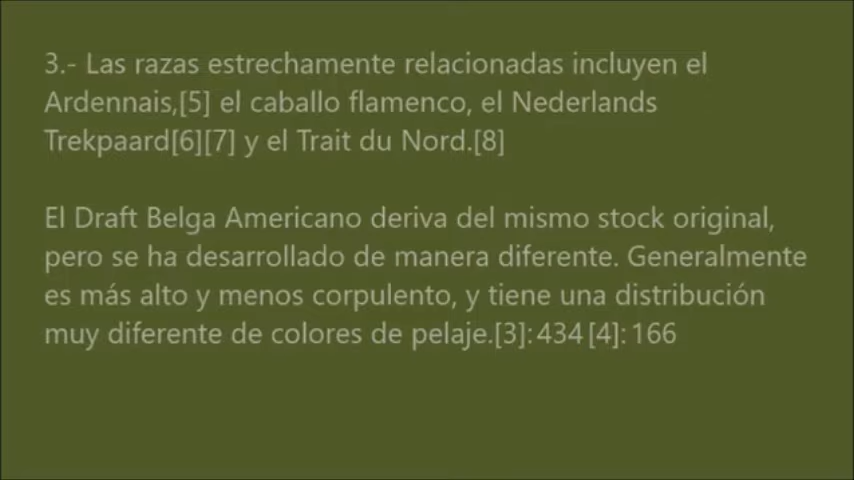 3.- Las razas estrechamente relacionadas incluyen el
Ardennais,[5] el caballo flamenco, el Nederlands
Trekpaard[6][7] y el Trait du Nord.[8]
El Draft Belga Americano deriva del mismo stock original,
pero se ha desarrollado de manera diferente. Generalmente
es más alto y menos corpulento, y tiene una distribución
muy diferente de colores de pelaje.[3]: 434 [4]: 166